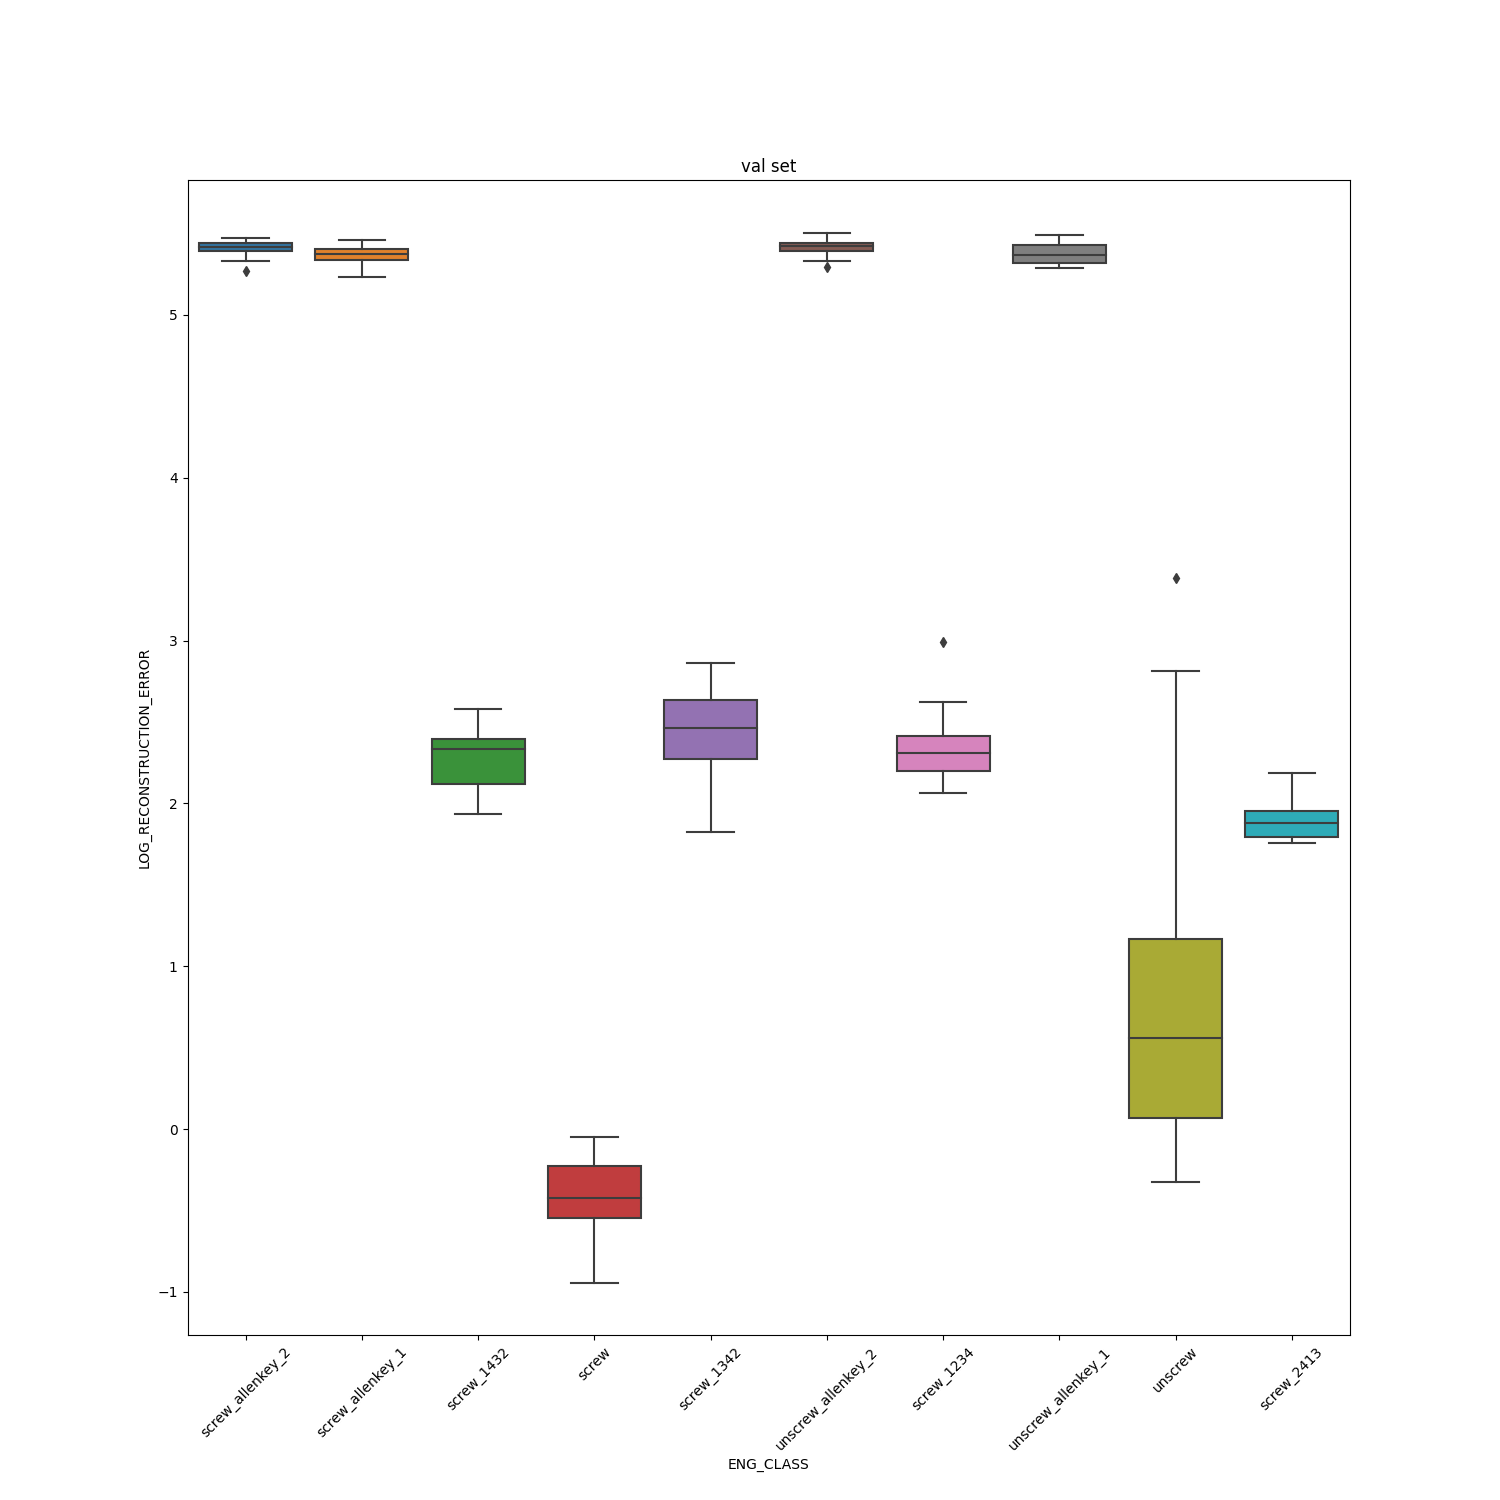 val set
5
4
3
2
1
0
−1
LOG_RECONSTRUCTION_ERROR
screw_allenkey_2
screw_allenkey_1
screw_1432
screw
screw_1342
unscrew_allenkey_2
screw_1234
unscrew_allenkey_1
unscrew
screw_2413
ENG_CLASS